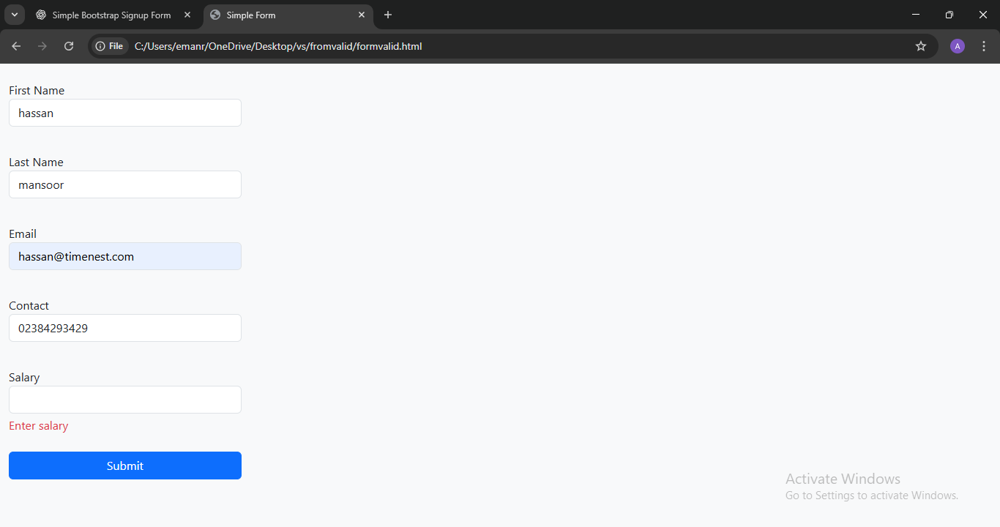 Simple Bootstrap Signup Form
Simple Form
File
C:/Users/emanr/OneDrive/Desktop/vs/fromvalid/formvalid.html
A
First Name
hassan
Last Name
mansoor
Email
hassan@timenest.com
Contact
02384293429
Salary
Enter salary
Submit
Activate Windows
Go to Settings to activate Windows.